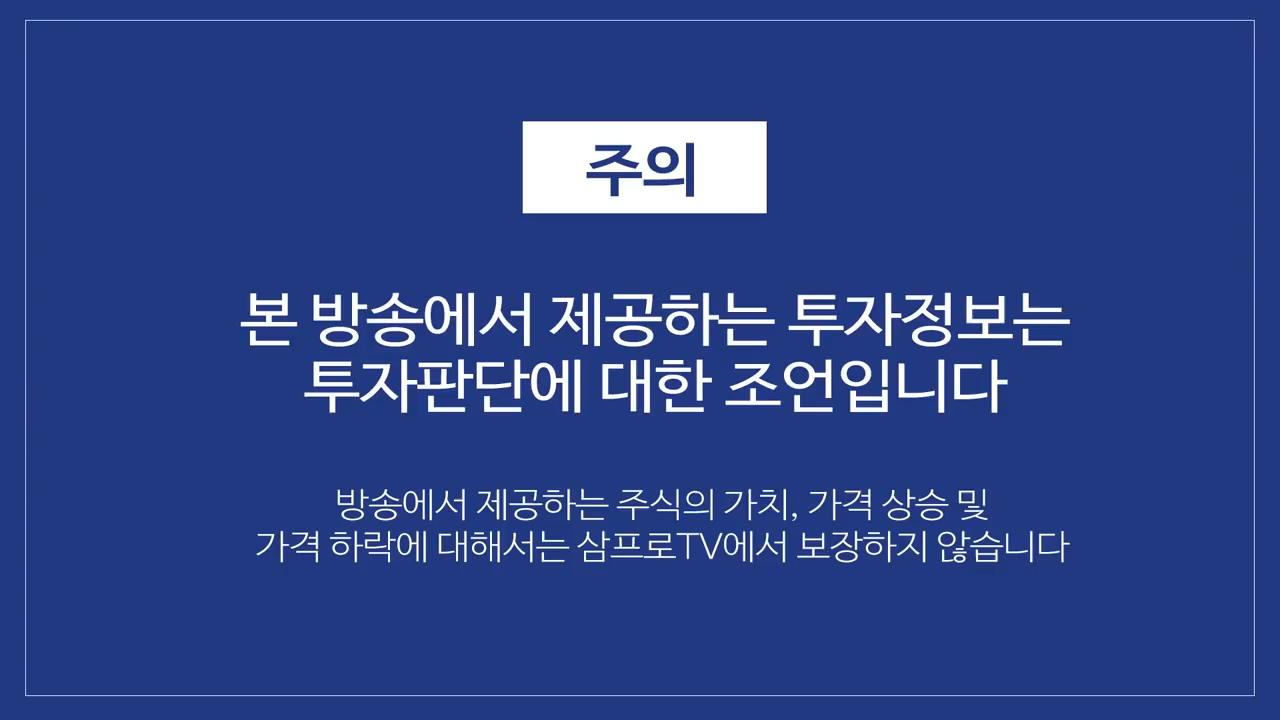 주의
본 방송에서 제공하는 투자정보는
투자판단에 대한 조언입니다
방송에서 제공하는 주식의 가치, 가격 상승 및
가격 하락에 대해서는 삼프로TV에서 보장하지 않습니다